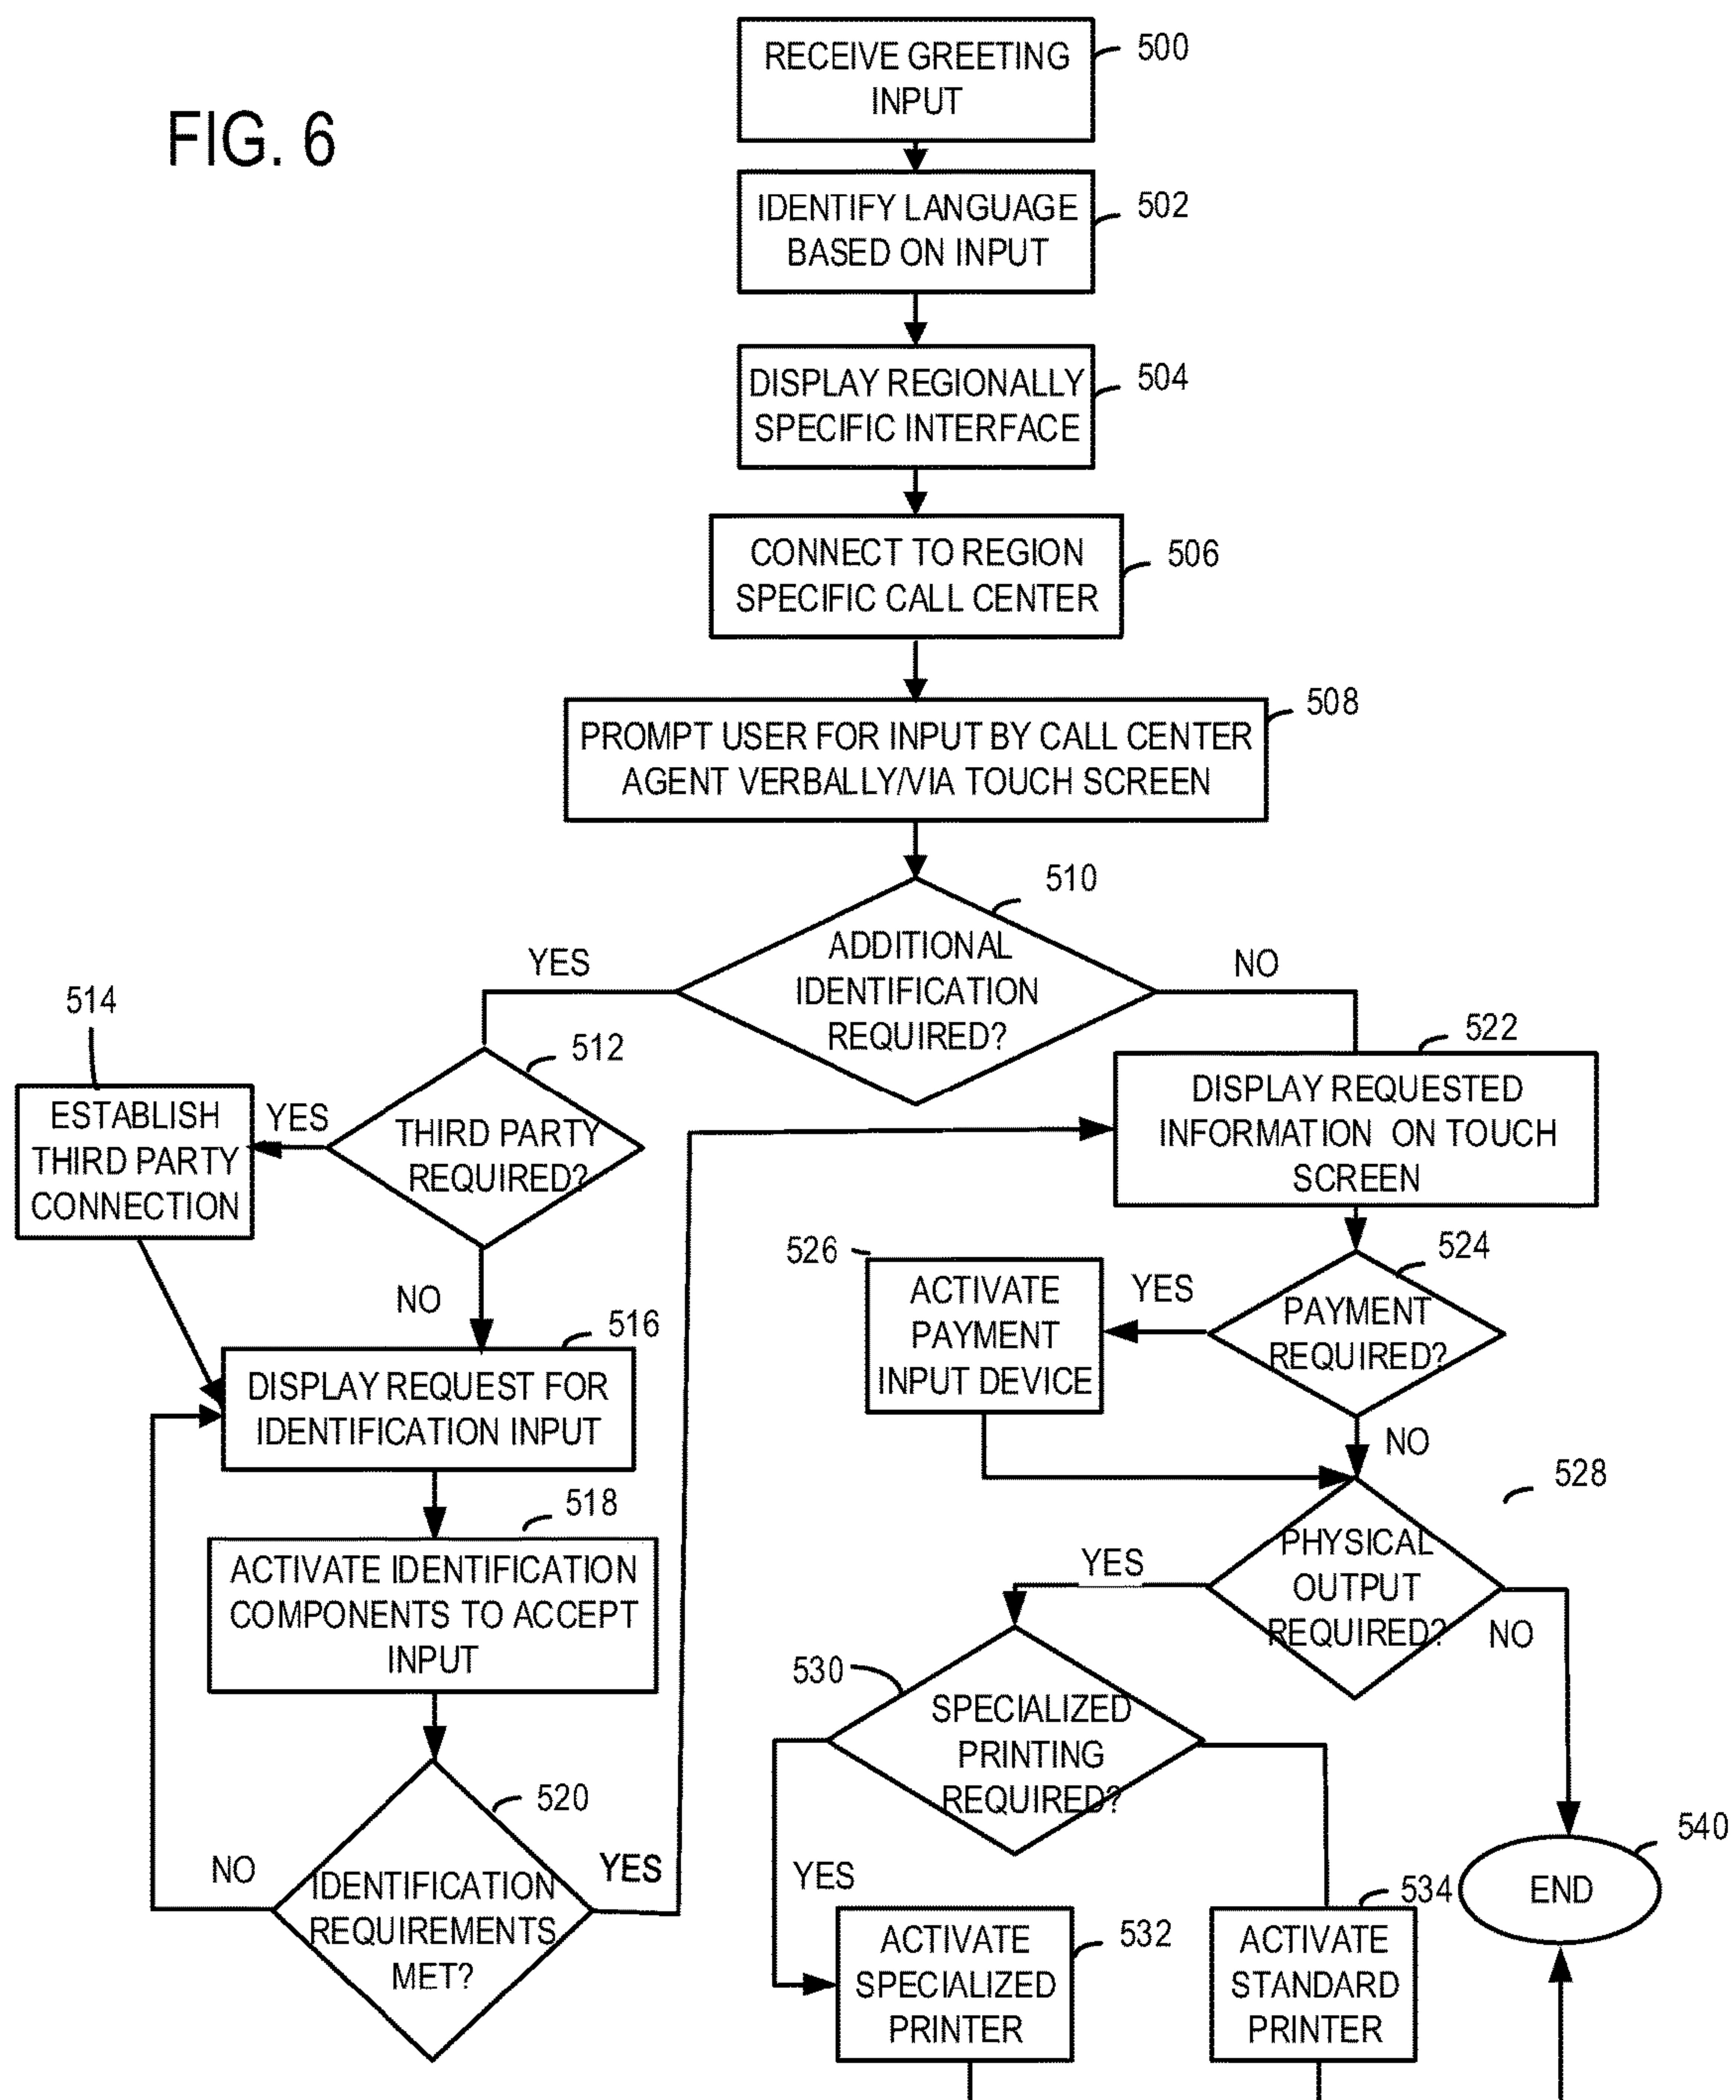 FIG. 6
RECEIVE GREETING
INPUT
500
IDENTIFY LANGUAGE
BASED ON INPUT
502
DISPLAY REGIONALLY
SPECIFIC INTERFACE
504
CONNECT TO REGION
SPECIFIC CALL CENTER
506
PROMPT USER FOR INPUT BY CALL CENTER
AGENT VERBALLY/VIA TOUCH SCREEN
508
ADDITIONAL
IDENTIFICATION
REQUIRED?
510
YES
NO
THIRD PARTY
REQUIRED?
512
YES
NO
514
ESTABLISH
THIRD PARTY
CONNECTION
DISPLAY REQUEST FOR
IDENTIFICATION INPUT
516
ACTIVATE IDENTIFICATION
COMPONENTS TO ACCEPT
INPUT
518
IDENTIFICATION
REQUIREMENTS
MET?
520
NO
YES
522
DISPLAY REQUESTED
INFORMATION ON TOUCH
SCREEN
PAYMENT
REQUIRED?
524
YES
NO
526
ACTIVATE
PAYMENT
INPUT DEVICE
PHYSICAL
OUTPUT
REQUIRED?
528
YES
NO
530
SPECIALIZED
PRINTING
REQUIRED?
YES
ACTIVATE
SPECIALIZED
PRINTER
532
ACTIVATE
STANDARD
PRINTER
534
END
540